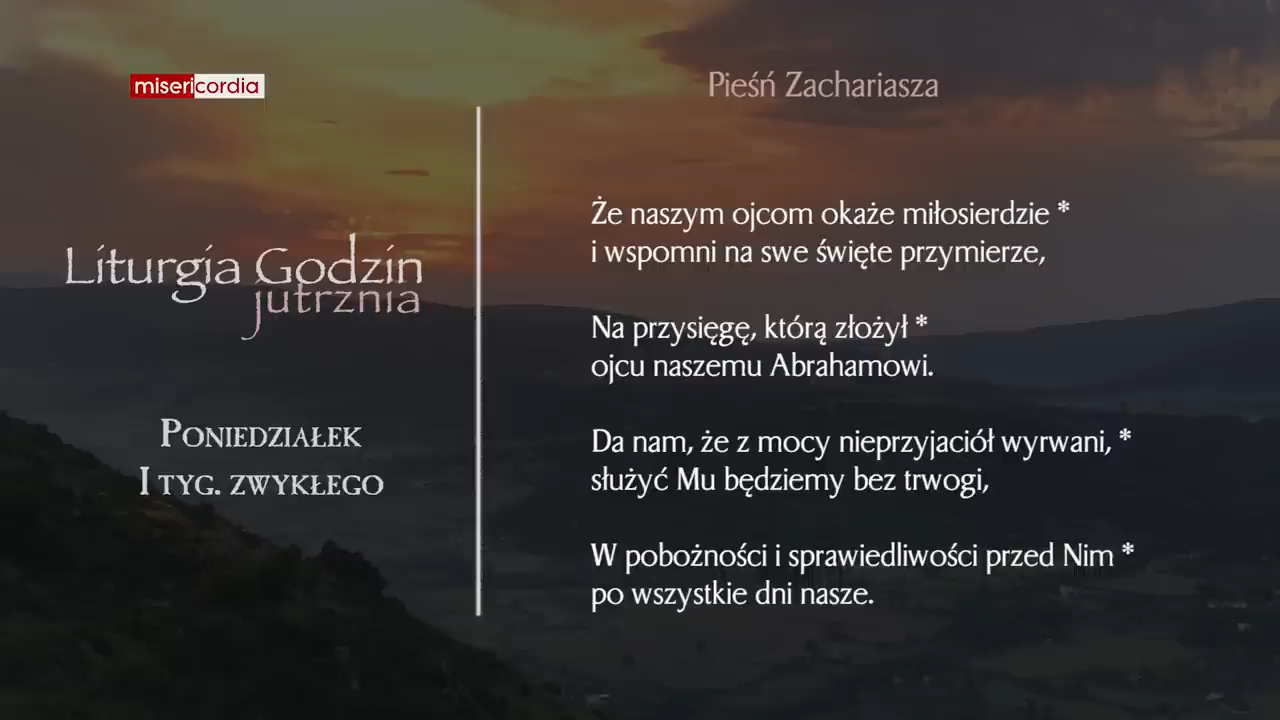 misericordia
Pieśń Zachariasza
Liturgia Godzin
jutrznia
Poniedziałek
I tyg. zwykłego
Że naszym ojcom okaże miłosierdzie *
i wspomni na swe święte przymierze,
Na przysięgę, którą złożył *
ojcu naszemu Abrahamowi.
Da nam, że z mocy nieprzyjaciół wyrwani, *
służyć Mu będziemy bez trwogi,
W pobożności i sprawiedliwości przed Nim *
po wszystkie dni nasze.